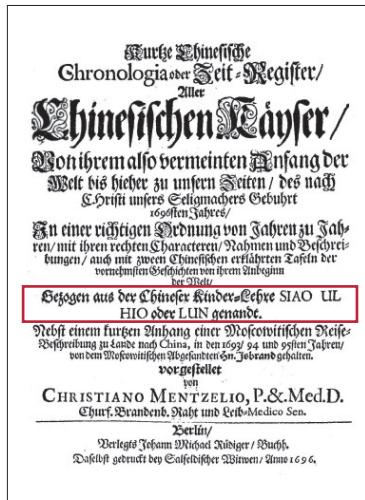 Kurtze Chinesische
Chronologia oder Zeit-Register/
Aller
Chinesischen Käyser/
Von ihrem also vermeinten Anfang der
Welt bis hieher zu unsern Zeiten/ des nach
Christi unsers Seligmachers Gebuhrt
1696sten Jahres/
In einer richtigen Ordnung von Jahren zu Jah-
ren/ mit ihren rechten Characteren/ Nahmen und Beschrei-
bungen/ auch mit zween Chinesischen erklährten Tafeln der
vornehmsten Geschichten von ihrem Anbeginn
der Welt/
Gezogen aus der Chineser Kinder-Lehre SIAO UL
HIO oder LUN genandt.
Nebst einem kurtzen Anhang einer Moscowitischen Reise-
Beschreibung zu Lande nach China, in den 1693/ 94 und 95sten Jahren/
von dem Moscowitischen Abgesandten Hn. Isbrand gehalten.
vorgestellet
von
CHRISTIANO MENTZELIO, P.& Med.D.
Churf. Brandenb. Raht und Leib-Medico Sen.
Berlin/
Verlegts Johann Michael Rüdiger/ Buchh.
Daselbst gedruckt bey Salfeldischer Witwen/ Anno 1696.